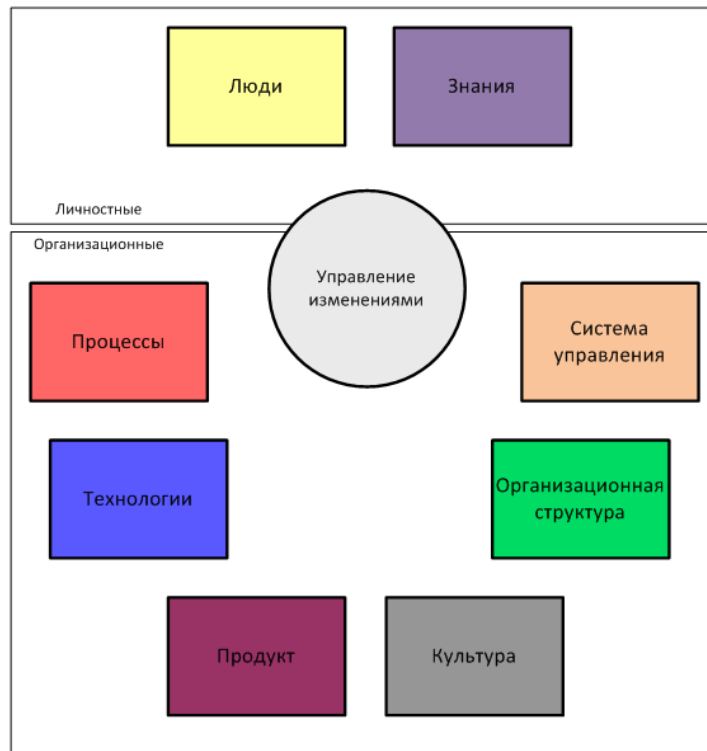 Люди
Знания
Личностные
Организационные
Управление
изменениями
Процессы
Система
управления
Технологии
Организационная
структура
Продукт
Культура